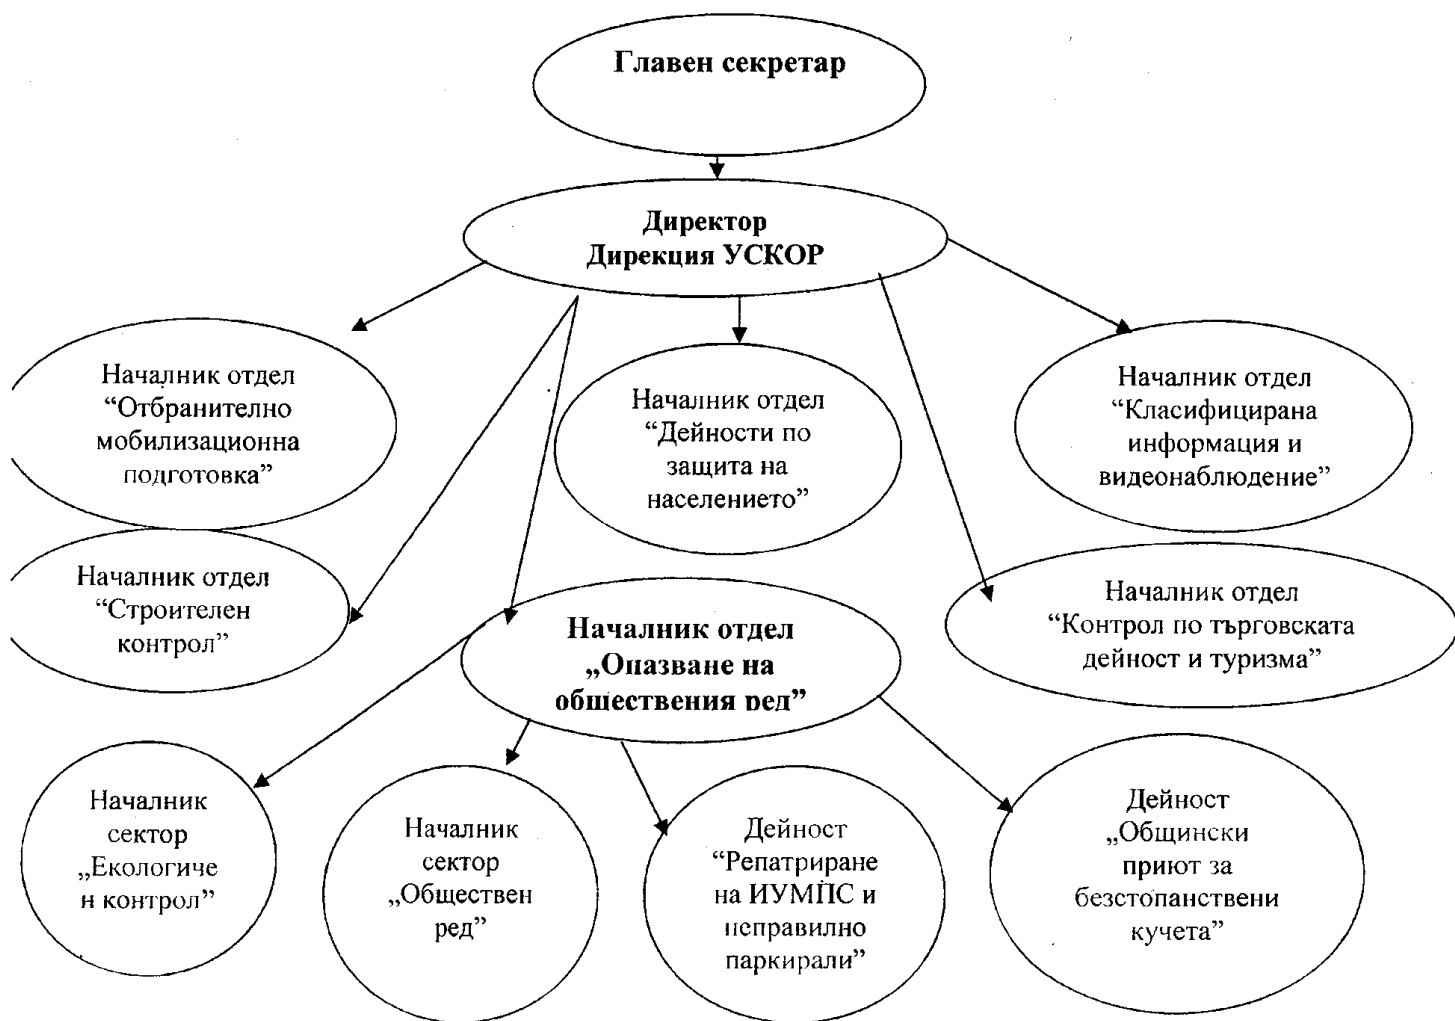 Главен секретар
Директор
Дирекция УСКОР
Началник отдел
“Отбранително
мобилизационна
подготовка”
Началник отдел
“Дейности по
защита на
населението”
Началник отдел
“Класифицирана
информация и
видеонаблюдение”
Началник отдел
“Строителен
контрол”
Началник отдел
„Опазване на
обществения ред”
Началник отдел
“Контрол по търговската
дейност и туризма”
Началник
сектор
„Екологиче
н контрол”
Началник
сектор
„Обществен
ред”
Дейност
“Репатриране
на ИУМПС и
неправилно
паркирали”
Дейност
„Общински
приют за
безстопанствени
кучета”